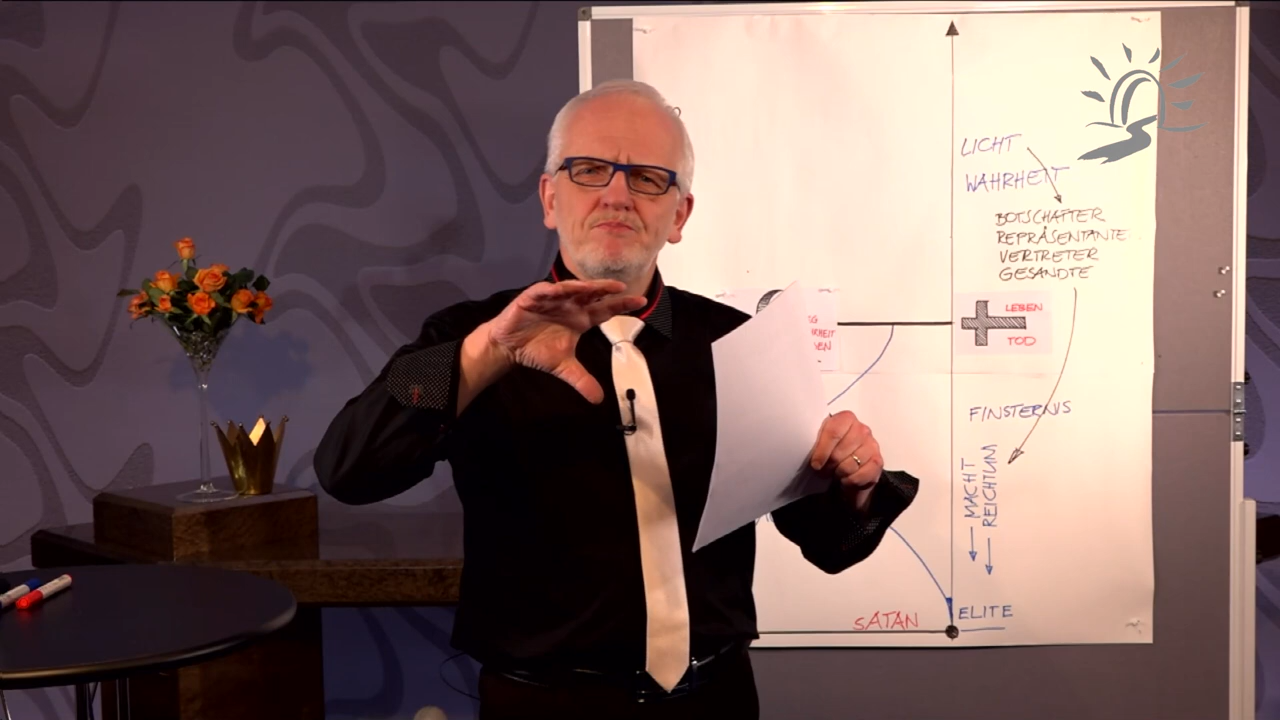 LICHT
WAHRHEIT
BOTSCHAFTER
REPRÄSENTANTE
VERTRETER
GESANDTE
LEBEN
TOD
FINSTERNIS
MACHT
REICHTUM
SATAN
ELITE